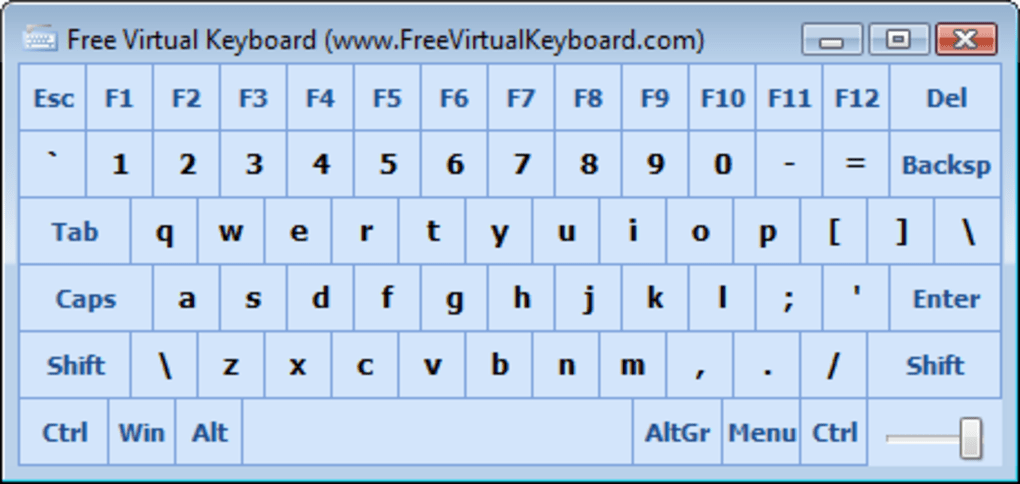 Free Virtual Keyboard (www.FreeVirtualKeyboard.com)
Esc F1 F2 F3 F4 F5 F6 F7 F8 F9 F10 F11 F12 Del
` 1 2 3 4 5 6 7 8 9 0 - = Backsp
Tab q w e r t y u i o p [ ] \
Caps a s d f g h j k l ; ' Enter
Shift \ z x c v b n m , . / Shift
Ctrl Win Alt AltGr Menu Ctrl